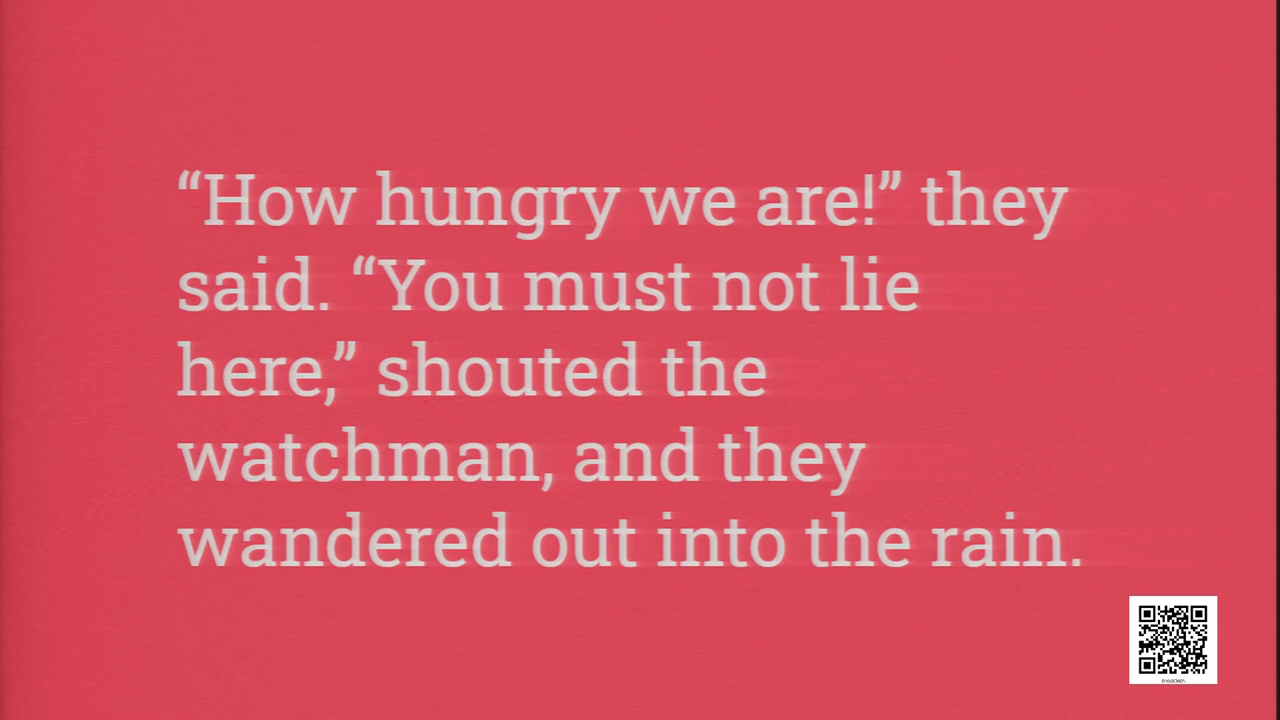 “How hungry we are!” they
said. “You must not lie
here,” shouted the
watchman, and they
wandered out into the rain.